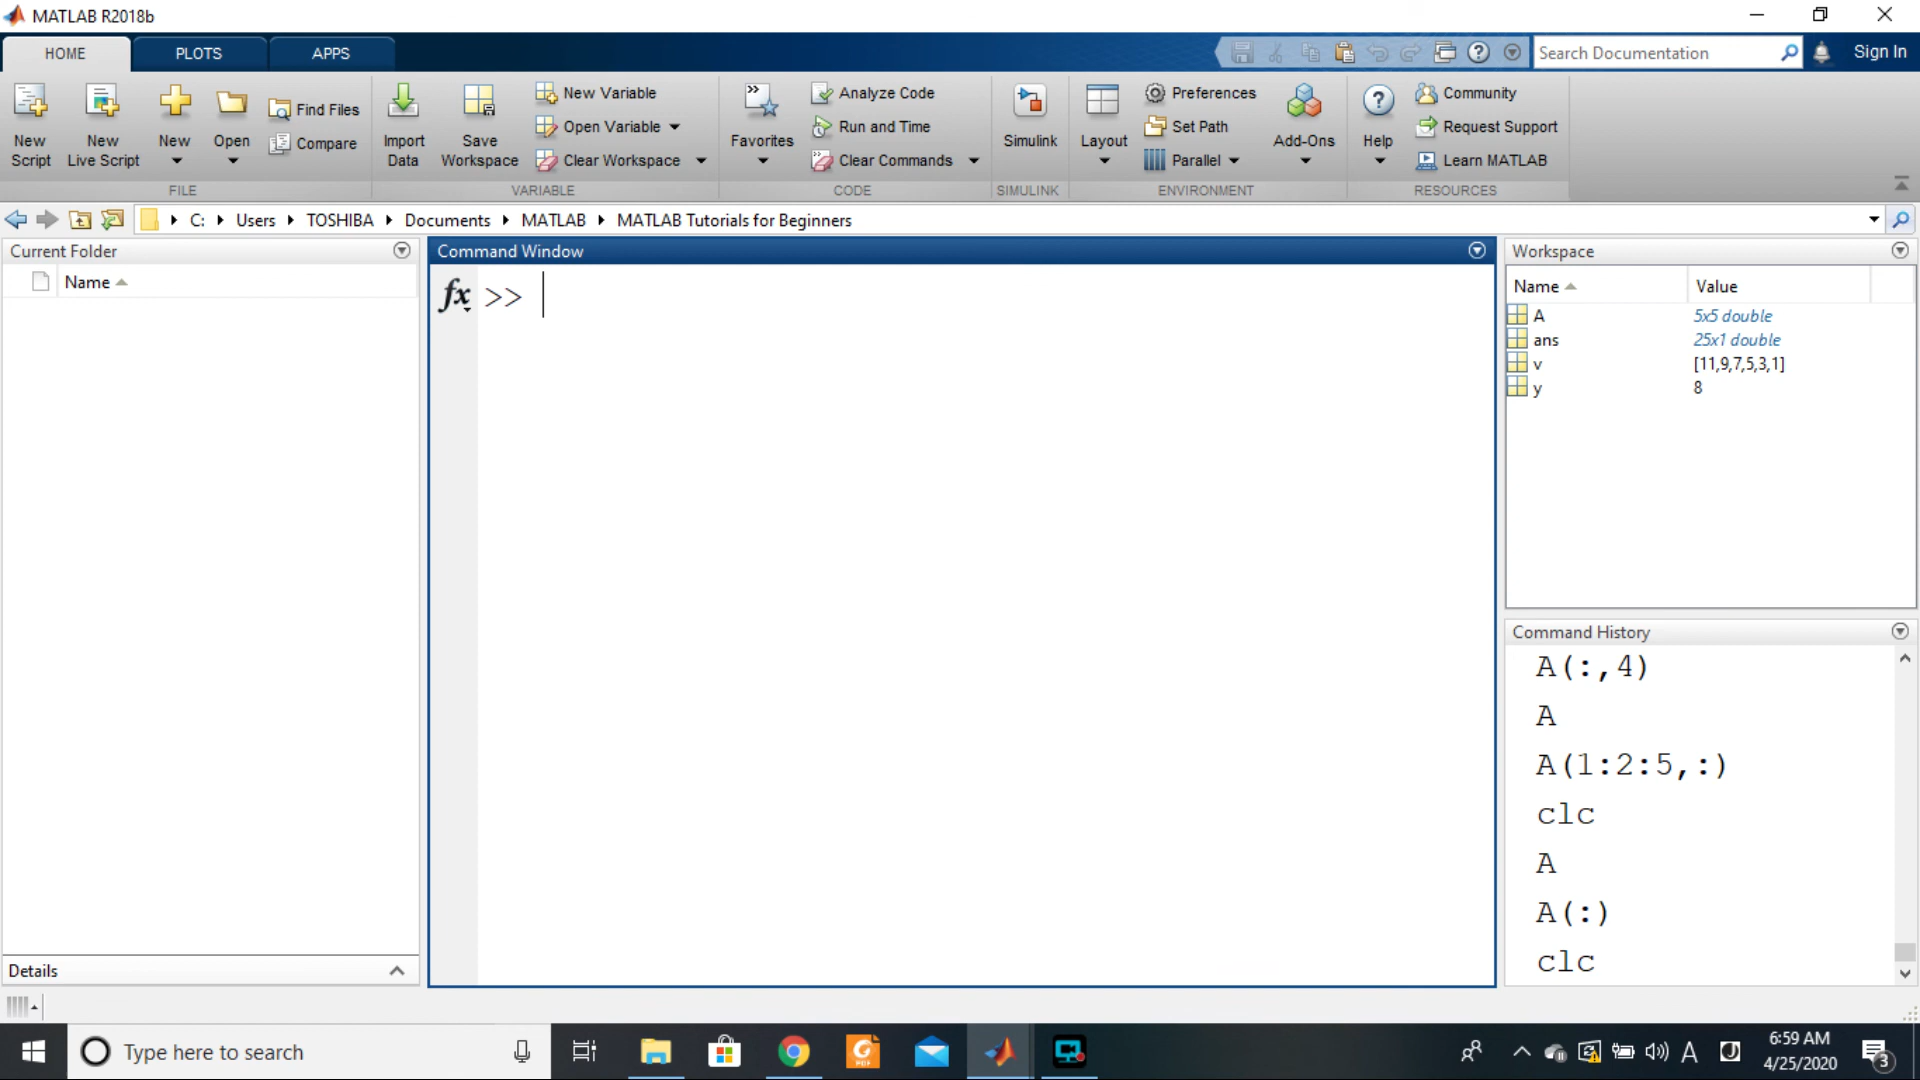 MATLAB R2018b
HOME PLOTS APPS
Search Documentation
Sign In
New Script
New Live Script
New
Open
Find Files
Compare
FILE
Import Data
Save Workspace
New Variable
Open Variable
Clear Workspace
VARIABLE
Favorites
Analyze Code
Run and Time
Clear Commands
CODE
Simulink
SIMULINK
Layout
Preferences
Set Path
Parallel
Add-Ons
ENVIRONMENT
Help
Community
Request Support
Learn MATLAB
RESOURCES
C: Users TOSHIBA Documents MATLAB MATLAB Tutorials for Beginners
Current Folder
Name
Details
Command Window
fx >>
Workspace
Name Value
A 5x5 double
ans 25x1 double
v [11,9,7,5,3,1]
y 8
Command History
A(:,4)
A
A(1:2:5,:)
clc
A
A(:)
clc
Type here to search
A
6:59 AM
4/25/2020
3